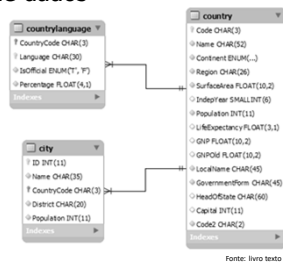 countrylanguage
CountryCode CHAR(3)
Language CHAR(30)
IsOfficial ENUM('T', 'F')
Percentage FLOAT(4,1)
Indexes
city
ID INT(11)
Name CHAR(35)
CountryCode CHAR(3)
District CHAR(20)
Population INT(11)
Indexes
country
Code CHAR(3)
Name CHAR(52)
Continent ENUM(...)
Region CHAR(26)
SurfaceArea FLOAT(10,2)
IndepYear SMALLINT(6)
Population INT(11)
LifeExpectancy FLOAT(3,1)
GNP FLOAT(10,2)
GNPOld FLOAT(10,2)
LocalName CHAR(45)
GovernmentForm CHAR(45)
HeadOfState CHAR(60)
Capital INT(11)
Code2 CHAR(2)
Indexes
Fonte: livro texto